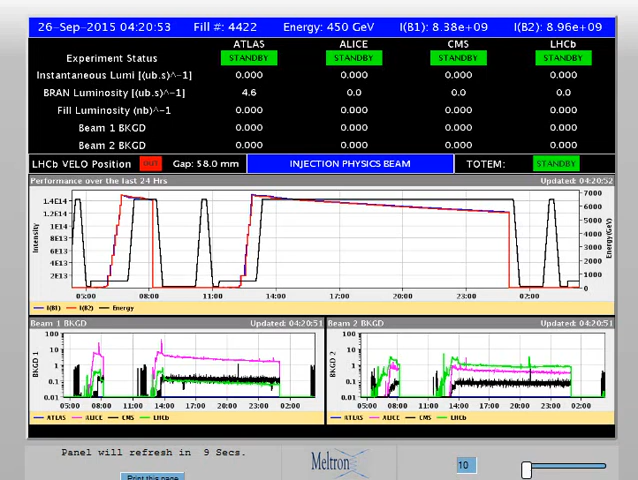 26-Sep-2015 04:20:53 Fill #: 4422 Energy: 450 GeV I(B1): 8.38e+09 I(B2): 8.96e+09
ATLAS ALICE CMS LHCb
Experiment Status STANDBY STANDBY STANDBY STANDBY
Instantaneous Lumi [(ub.s)^-1] 0.000 0.000 0.000 0.000
BRAN Luminosity [(ub.s)^-1] 4.6 0.0 0.0 0.0
Fill Luminosity (nb)^-1 0.000 0.000 0.000 0.000
Beam 1 BKGD 0.000 0.000 0.000 0.000
Beam 2 BKGD 0.000 0.000 0.000 0.000
LHCb VELO Position OUT Gap: 58.0 mm INJECTION PHYSICS BEAM TOTEM: STANDBY
Performance over the last 24 Hrs Updated: 04:20:52
1.4E14
1.2E14
1E14
8E13
6E13
4E13
2E13
Intensity
7000
6000
5000
4000
3000
2000
1000
0
Energy(GeV)
05:00 08:00 11:00 14:00 17:00 20:00 23:00 02:00
I(B1) I(B2) Energy
Beam 1 BKGD Updated: 04:20:51
BKGD 1
100
10
1
0.1
0.01
05:00 08:00 11:00 14:00 17:00 20:00 23:00 02:00
ATLAS ALICE CMS LHCb
Beam 2 BKGD Updated: 04:20:51
BKGD 2
100
10
1
0.1
0.01
05:00 08:00 11:00 14:00 17:00 20:00 23:00 02:00
ATLAS ALICE CMS LHCb
Panel will refresh in 9 Secs.
Print this page
Meltron
10